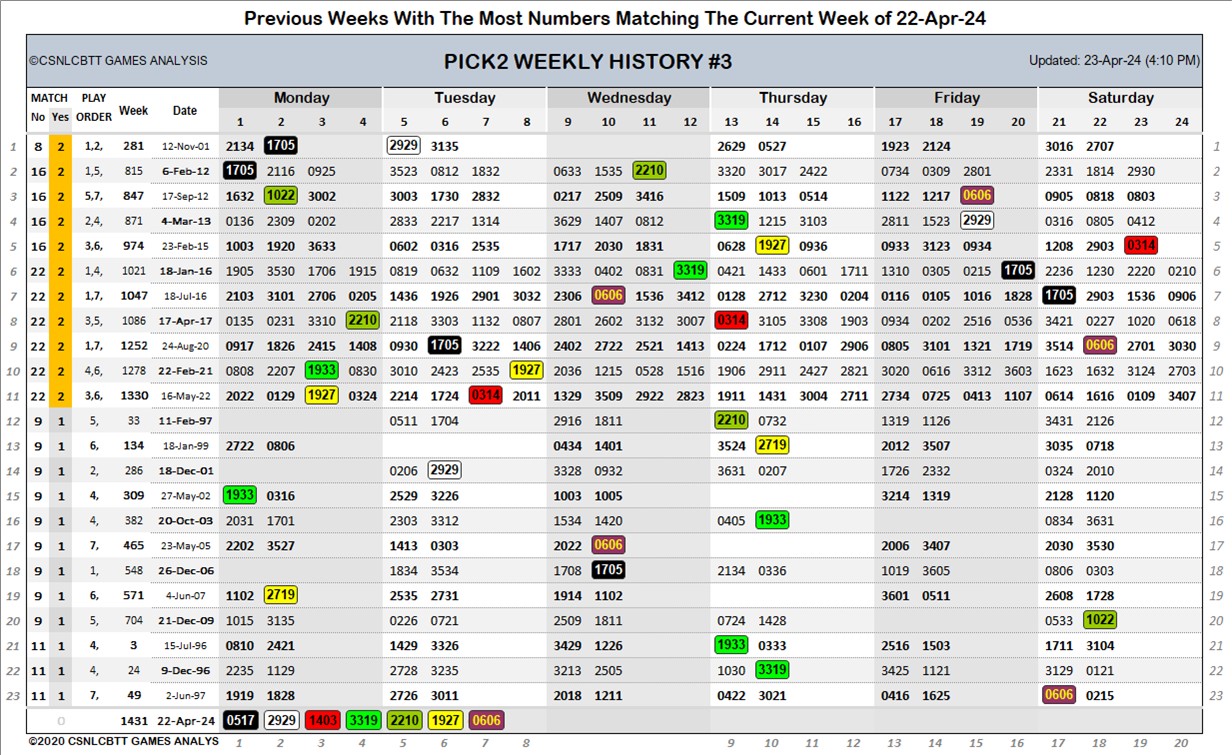 Previous Weeks With The Most Numbers Matching The Current Week of 22-Apr-24
©CSNLCBTT GAMES ANALYSIS PICK2 WEEKLY HISTORY #3 Updated: 23-Apr-24 (4:10 PM)
MATCH PLAY Week Date Monday Tuesday Wednesday Thursday Friday Saturday
No Yes ORDER 1 2 3 4 5 6 7 8 9 10 11 12 13 14 15 16 17 18 19 20 21 22 23 24
1 8 2 1,2, 281 12-Nov-01 2134 1705 2929 3135 2629 0527 1923 2124 3016 2707 1
2 16 2 1,5, 815 6-Feb-12 1705 2116 0925 3523 0812 1832 0633 1535 2210 3320 3017 2422 0734 0309 2801 2331 1814 2930 2
3 16 2 5,7, 847 17-Sep-12 1632 1022 3002 3003 1730 2832 0217 2509 3416 1509 1013 0514 1122 1217 0606 0905 0818 0803 3
4 16 2 2,4, 871 4-Mar-13 0136 2309 0202 2833 2217 1314 3629 1407 0812 3319 1215 3103 2811 1523 2929 0316 0805 0412 4
5 16 2 3,6, 974 23-Feb-15 1003 1920 3633 0602 0316 2535 1717 2030 1831 0628 1927 0936 0933 3123 0934 1208 2903 0314 5
6 22 2 1,4, 1021 18-Jan-16 1905 3530 1706 1915 0819 0632 1109 1602 3333 0402 0831 3319 0421 1433 0601 1711 1310 0305 0215 1705 2236 1230 2220 0210 6
7 22 2 1,7, 1047 18-Jul-16 2103 3101 2706 0205 1436 1926 2901 3032 2306 0606 1536 3412 0128 2712 3230 0204 0116 0105 1016 1828 1705 2903 1536 0906 7
8 22 2 3,5, 1086 17-Apr-17 0135 0231 3310 2210 2118 3303 1132 0807 2801 2602 3132 3007 0314 3105 3308 1903 0934 0202 2516 0536 3421 0227 1020 0618 8
9 22 2 1,7, 1252 24-Aug-20 0917 1826 2415 1408 0930 1705 3222 1406 2402 2722 2521 1413 0224 1712 0107 2906 0805 3101 1321 1719 3514 0606 2701 3030 9
10 22 2 4,6, 1278 22-Feb-21 0808 2207 1933 0830 3010 2423 2535 1927 2036 1215 0528 1516 1906 2911 2427 2821 3020 0616 3312 3603 1623 1632 3124 2703 10
11 22 2 3,6, 1330 16-May-22 2022 0129 1927 0324 2214 1724 0314 2011 1329 3509 2922 2823 1911 1431 3004 2711 2734 0725 0413 1107 0614 1616 0109 3407 11
12 9 1 5, 33 11-Feb-97 0511 1704 2916 1811 2210 0732 1319 1126 3431 2126 12
13 9 1 6, 134 18-Jan-99 2722 0806 0434 1401 3524 2719 2012 3507 3035 0718 13
14 9 1 2, 286 18-Dec-01 0206 2929 3328 0932 3631 0207 1726 2332 0324 2010 14
15 9 1 4, 309 27-May-02 1933 0316 2529 3226 1003 1005 3214 1319 2128 1120 15
16 9 1 4, 382 20-Oct-03 2031 1701 2303 3312 1534 1420 0405 1933 0834 3631 16
17 9 1 7, 465 23-May-05 2202 3527 1413 0303 2022 0606 2006 3407 2030 3530 17
18 9 1 1, 548 26-Dec-06 1834 3534 1708 1705 2134 0336 1019 3605 0806 0303 18
19 9 1 6, 571 4-Jun-07 1102 2719 2535 2731 1914 1102 3601 0511 2608 1728 19
20 9 1 5, 704 21-Dec-09 1015 3135 0226 0721 2509 1811 0724 1428 0533 1022 20
21 11 1 4, 3 15-Jul-96 0810 2421 1429 3326 3429 1226 1933 0333 2516 1503 1711 3104 21
22 11 1 4, 24 9-Dec-96 2235 1129 2728 3235 3213 2505 1030 3319 3425 1121 3129 0121 22
23 11 1 7, 49 2-Jun-97 1919 1828 2726 3011 2018 1211 0422 3021 0416 1625 0606 0215 23
0 1431 22-Apr-24 0517 2929 1403 3319 2210 1927 0606
©2020 CSNLCBTT GAMES ANALYS 1 2 3 4 5 6 7 8 9 10 11 12 13 14 15 16 17 18 19 20